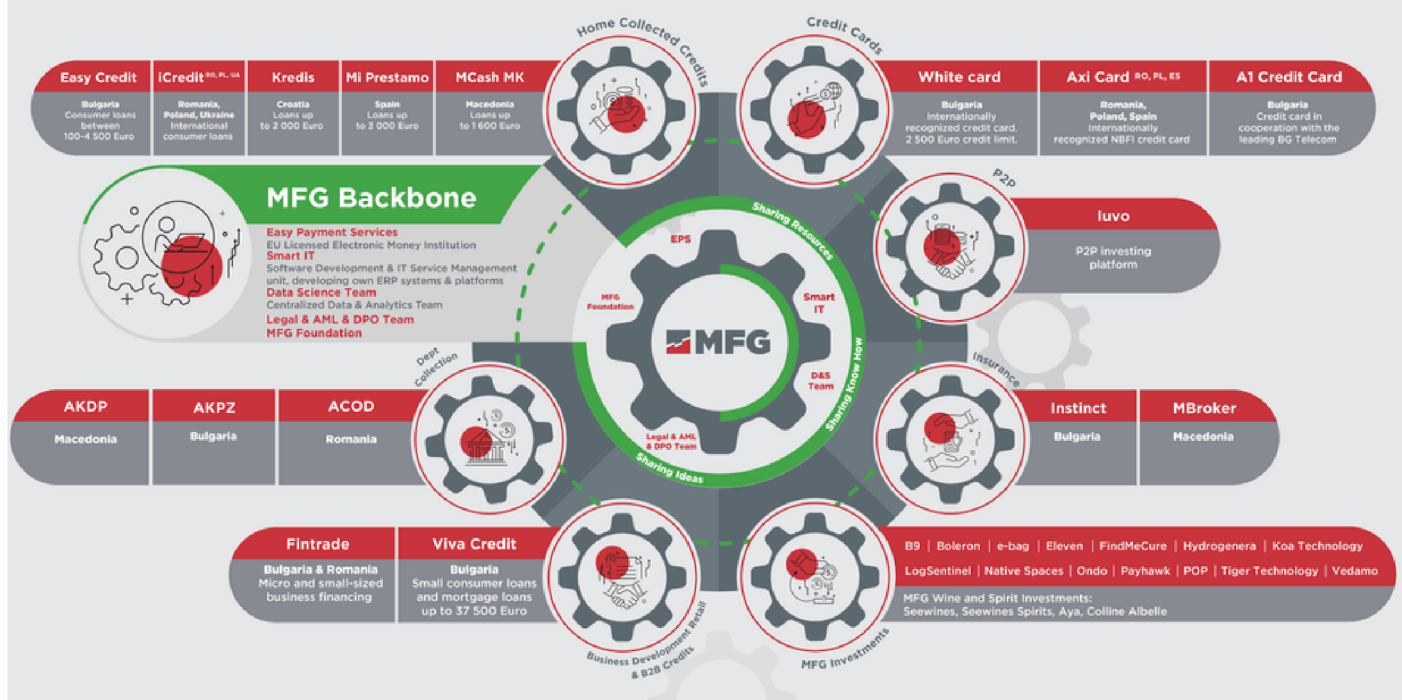 Home Collected Credits
Easy Credit
Bulgaria
Consumer loans
between
100-4 500 Euro
iCredit RO, PL, UA
Romania,
Poland, Ukraine
International
consumer loans
Kredis
Croatia
Loans up
to 2 000 Euro
Mi Prestamo
Spain
Loans up
to 3 000 Euro
MCash MK
Macedonia
Loans up
to 1 600 Euro
Credit Cards
White card
Bulgaria
Internationally
recognized credit card.
2 500 Euro credit limit.
Axi Card RO, PL, ES
Romania,
Poland, Spain
Internationally
recognized NBFI credit card
A1 Credit Card
Bulgaria
Credit card in
cooperation with the
leading BG Telecom
MFG Backbone
Easy Payment Services
EU Licensed Electronic Money Institution
Smart IT
Software Development & IT Service Management
unit, developing own ERP systems & platforms
Data Science Team
Centralized Data & Analytics Team
Legal & AML & DPO Team
MFG Foundation
P2P
Iuvo
P2P investing
platform
Sharing Resources
Sharing Know How
Sharing Ideas
EPS
MFG
Foundation
Smart
IT
MFG
D&S
Team
Legal & AML
& DPO Team
Dept
Collection
AKDP
Macedonia
AKPZ
Bulgaria
ACOD
Romania
Insurance
Instinct
Bulgaria
MBroker
Macedonia
Fintrade
Bulgaria & Romania
Micro and small-sized
business financing
Viva Credit
Bulgaria
Small consumer loans
and mortgage loans
up to 37 500 Euro
Business Development Retail
& B2B Credits
B9 | Boleron | e-bag | Eleven | FindMeCure | Hydrogenera | Koa Technology
LogSentinel | Native Spaces | Ondo | Payhawk | POP | Tiger Technology | Vedamo
MFG Wine and Spirit Investments:
Seewines, Seewines Spirits, Aya, Colline Albelle
MFG Investments